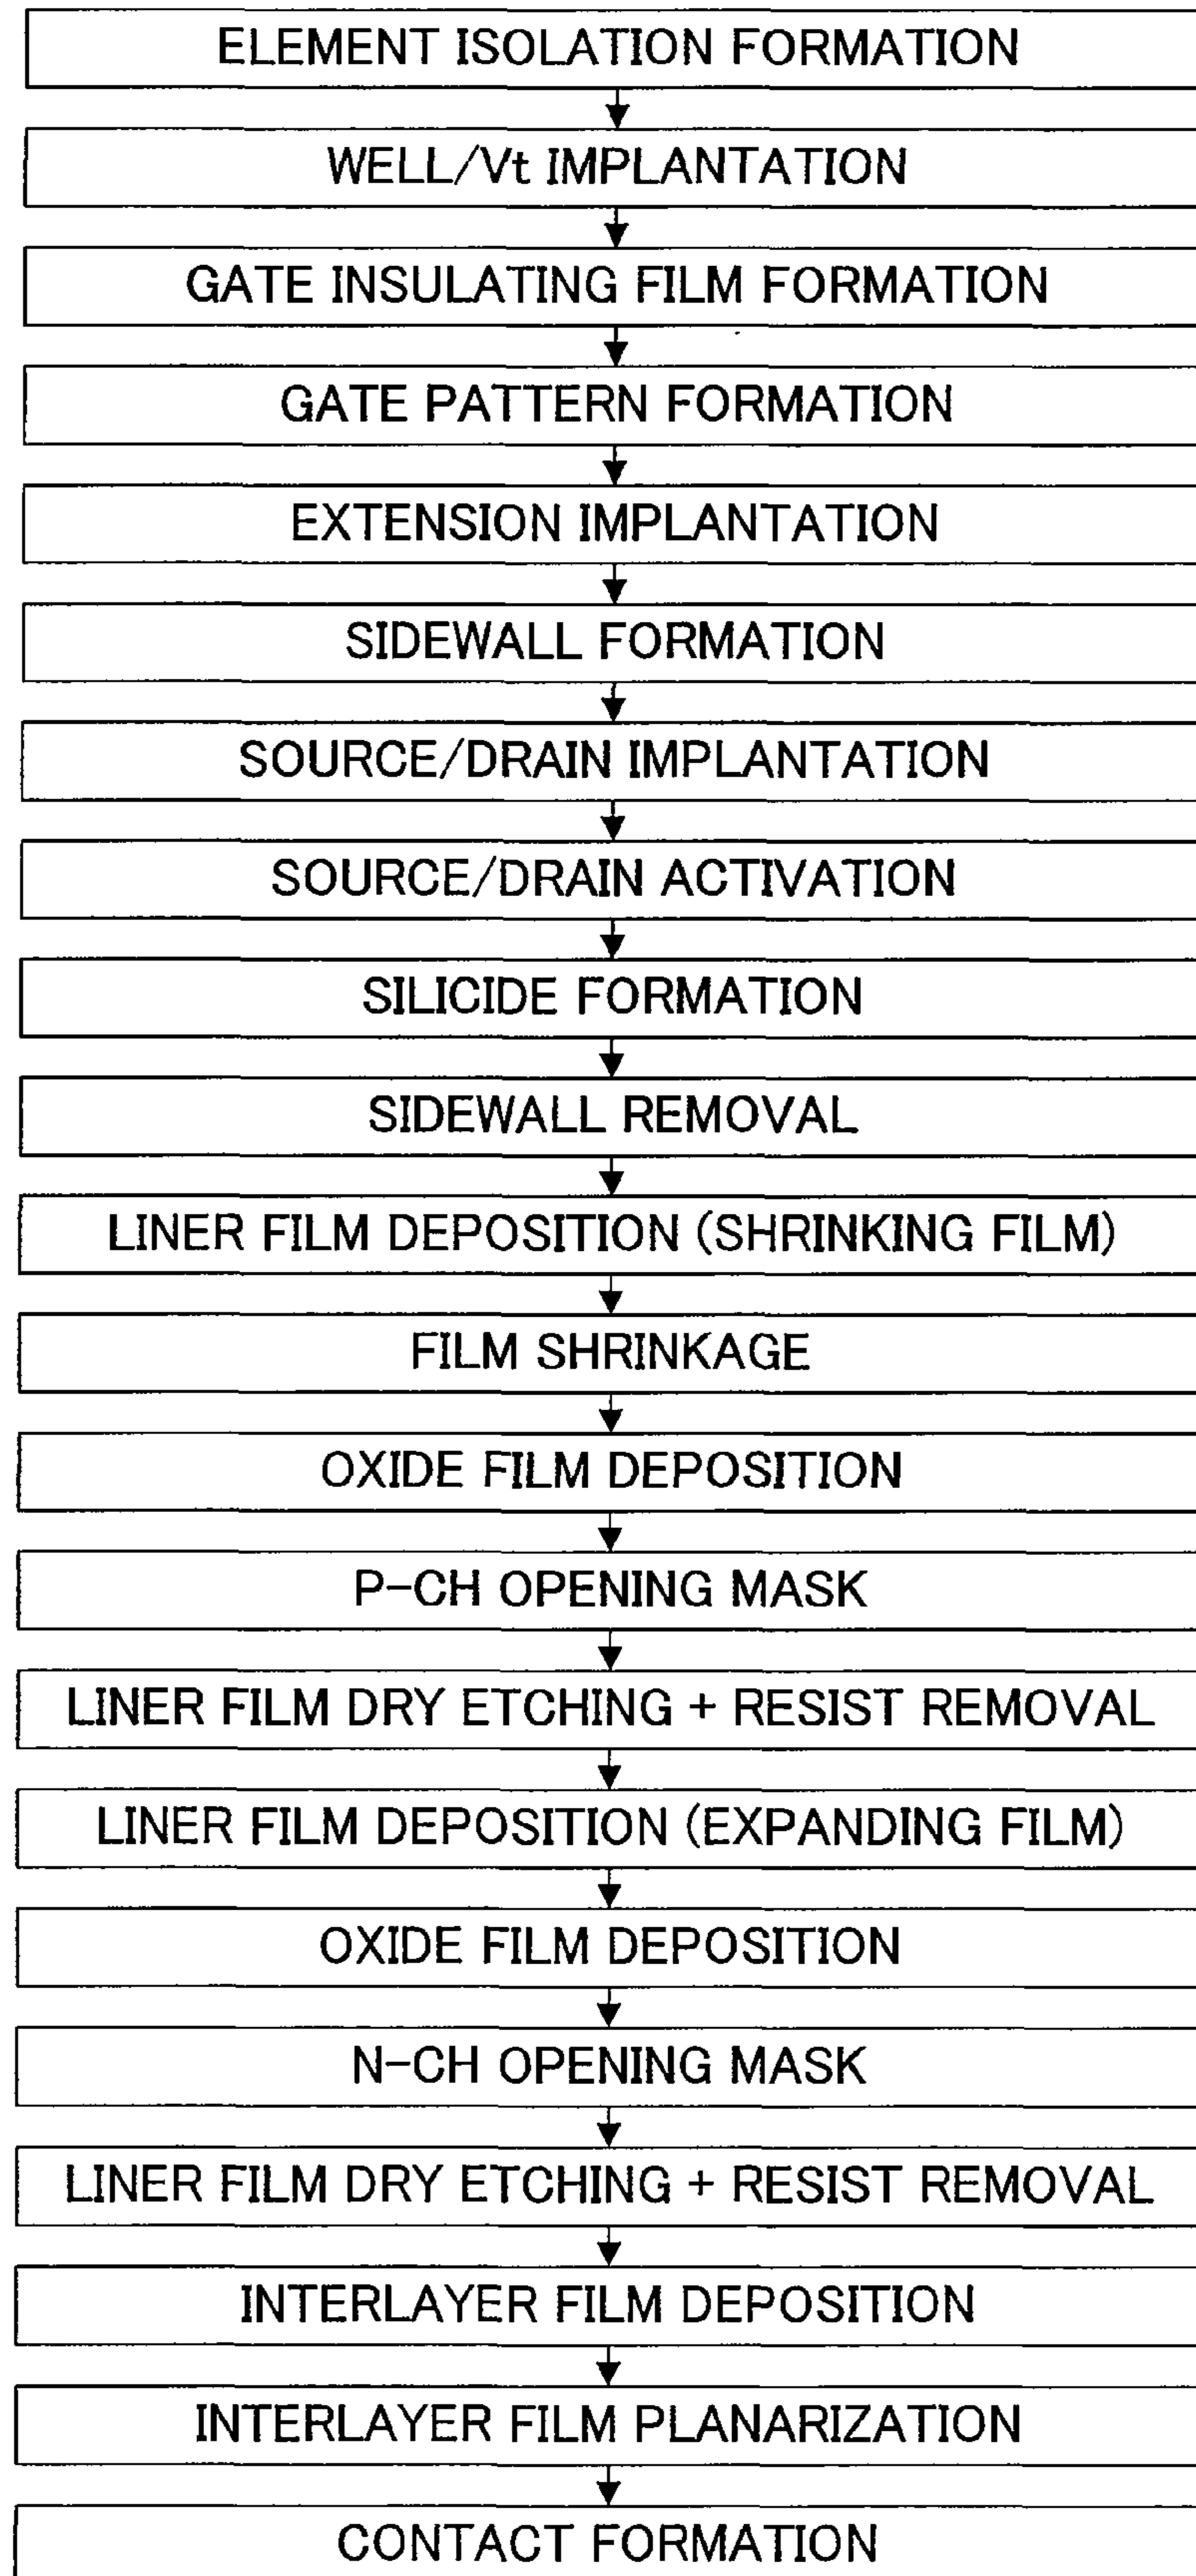 ELEMENT ISOLATION FORMATION
WELL/Vt IMPLANTATION
GATE INSULATING FILM FORMATION
GATE PATTERN FORMATION
EXTENSION IMPLANTATION
SIDEWALL FORMATION
SOURCE/DRAIN IMPLANTATION
SOURCE/DRAIN ACTIVATION
SILICIDE FORMATION
SIDEWALL REMOVAL
LINER FILM DEPOSITION (SHRINKING FILM)
FILM SHRINKAGE
OXIDE FILM DEPOSITION
P-CH OPENING MASK
LINER FILM DRY ETCHING + RESIST REMOVAL
LINER FILM DEPOSITION (EXPANDING FILM)
OXIDE FILM DEPOSITION
N-CH OPENING MASK
LINER FILM DRY ETCHING + RESIST REMOVAL
INTERLAYER FILM DEPOSITION
INTERLAYER FILM PLANARIZATION
CONTACT FORMATION